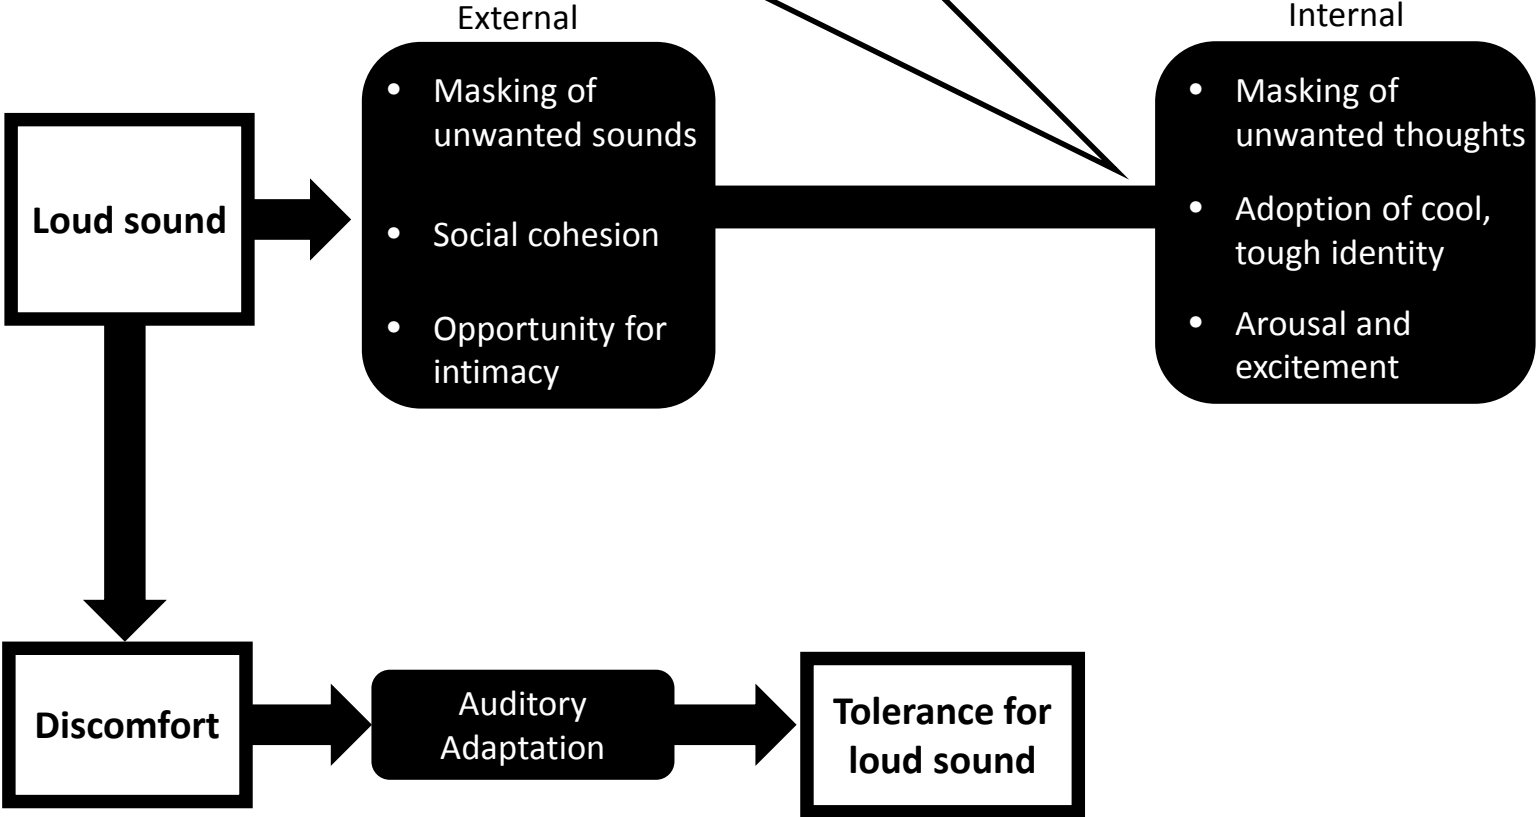 External
Internal
Loud sound
• Masking of
unwanted sounds
• Social cohesion
• Opportunity for
intimacy
• Masking of
unwanted thoughts
• Adoption of cool,
tough identity
• Arousal and
excitement
Discomfort
Auditory
Adaptation
Tolerance for
loud sound